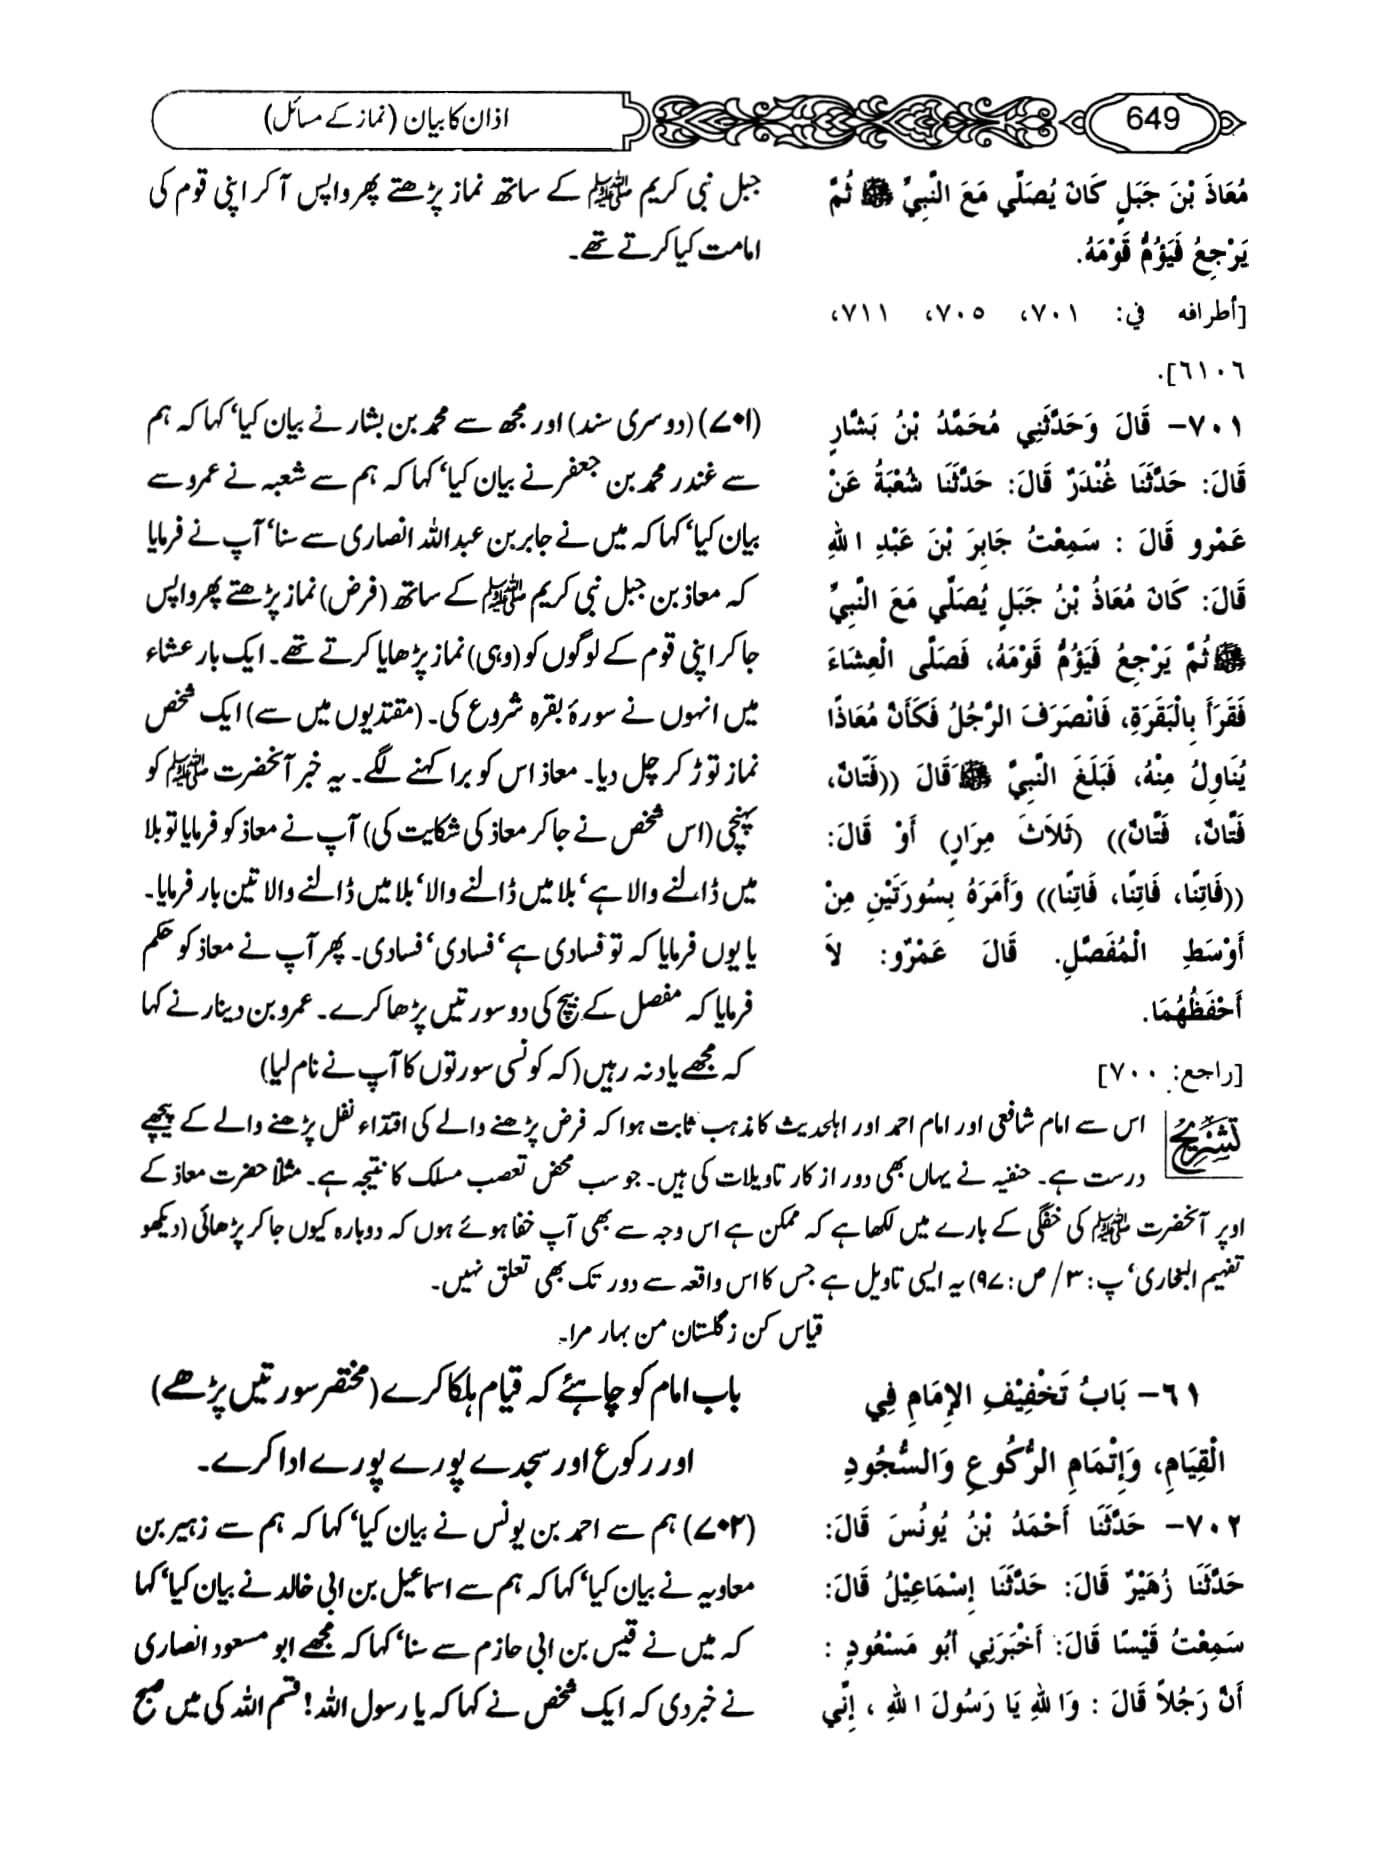 649
اذان کا بیان (نماز کے مسائل)
مُعَاذَ بْنَ جَبَلٍ كَانَ يُصَلِّي مَعَ النَّبِيِّ ﷺ ثُمَّ
يَرْجِعُ فَيَؤُمُّ قَوْمَهُ.
[أطرافه في: ٧٠١، ٧٠٥، ٧١١،
٦١٠٦].
٧٠١- قَالَ وَحَدَّثَنِي مُحَمَّدُ بْنُ بَشَّارٍ
قَالَ: حَدَّثَنَا غُنْدَرٌ قَالَ: حَدَّثَنَا شُعْبَةُ عَنْ
عَمْرٍو قَالَ : سَمِعْتُ جَابِرَ بْنَ عَبْدِ اللهِ
قَالَ: كَانَ مُعَاذُ بْنُ جَبَلٍ يُصَلِّي مَعَ النَّبِيِّ
ﷺ ثُمَّ يَرْجِعُ فَيَؤُمُّ قَوْمَهُ، فَصَلَّى الْعِشَاءَ
فَقَرَأَ بِالْبَقَرَةِ، فَانْصَرَفَ الرَّجُلُ فَكَأَنَّ مُعَاذًا
يُنَاوِلُ مِنْهُ، فَبَلَغَ النَّبِيَّ ﷺ قَالَ ((فَتَّانٌ،
فَتَّانٌ، فَتَّانٌ)) (ثَلاَثَ مِرَارٍ) أَوْ قَالَ:
((فَاتِنًا، فَاتِنًا، فَاتِنًا)) وَأَمَرَهُ بِسُورَتَيْنِ مِنْ
أَوْسَطِ الْمُفَصَّلِ. قَالَ عَمْرٌو: لاَ
أَحْفَظُهُمَا.
[راجع: ٧٠٠]
جبل نبی کریم ﷺ کے ساتھ نماز پڑھتے پھر واپس آ کر اپنی قوم کی
امامت کیا کرتے تھے۔
(۷۰۱) (دوسری سند) اور مجھ سے محمد بن بشار نے بیان کیا' کہا کہ ہم
سے غندر محمد بن جعفر نے بیان کیا' کہا کہ ہم سے شعبہ نے عمرو سے
بیان کیا' کہا کہ میں نے جابر بن عبداللہ انصاری سے سنا' آپ نے فرمایا
کہ معاذ بن جبل نبی کریم ﷺ کے ساتھ (فرض) نماز پڑھتے پھر واپس
جا کر اپنی قوم کے لوگوں کو (وہی) نماز پڑھایا کرتے تھے۔ ایک بار عشاء
میں انہوں نے سورۂ بقرہ شروع کی۔ (مقتدیوں میں سے) ایک شخص
نماز توڑ کر چل دیا۔ معاذ اس کو برا کہنے لگے۔ یہ خبر آنحضرت ﷺ کو
پہنچی (اس شخص نے جا کر معاذ کی شکایت کی) آپ نے معاذ کو فرمایا تو بلا
میں ڈالنے والا ہے' بلا میں ڈالنے والا' بلا میں ڈالنے والا تین بار فرمایا۔
یا یوں فرمایا کہ تو فسادی ہے' فسادی' فسادی۔ پھر آپ نے معاذ کو حکم
فرمایا کہ مفصل کے بیچ کی دو سورتیں پڑھا کرے۔ عمرو بن دینار نے کہا
کہ مجھے یاد نہ رہیں (کہ کونسی سورتوں کا آپ نے نام لیا)
تشریح اس سے امام شافعی اور امام احمد اور اہلحدیث کا مذہب ثابت ہوا کہ فرض پڑھنے والے کی اقتداء نفل پڑھنے والے کے پیچھے
درست ہے۔ حنفیہ نے یہاں بھی دور از کار تاویلات کی ہیں۔ جو سب محض تعصب مسلک کا نتیجہ ہے۔ مثلاً حضرت معاذ کے
اوپر آنحضرت ﷺ کی خفگی کے بارے میں لکھا ہے کہ ممکن ہے اس وجہ سے بھی آپ خفا ہوئے ہوں کہ دوبارہ کیوں جا کر پڑھائی (دیکھو
تفہیم البخاری' پ: ۳/ ص: ۹۷) یہ ایسی تاویل ہے جس کا اس واقعہ سے دور تک بھی تعلق نہیں۔
قیاس کن ز گلستان من بہار مرا۔
٦١- بَابُ تَخْفِيْفِ الإِمَامِ فِي
الْقِيَامِ، وَإِتْمَامِ الرُّكُوعِ وَالسُّجُودِ
٧٠٢- حَدَّثَنَا أَحْمَدُ بْنُ يُونُسَ قَالَ:
حَدَّثَنَا زُهَيْرٌ قَالَ: حَدَّثَنَا إِسْمَاعِيْلُ قَالَ:
سَمِعْتُ قَيْسًا قَالَ: أَخْبَرَنِي أَبُو مَسْعُودٍ :
أَنَّ رَجُلاً قَالَ : وَاللهِ يَا رَسُولَ اللهِ ، إِنِّي
باب امام کو چاہئے کہ قیام ہلکا کرے (مختصر سورتیں پڑھے)
اور رکوع اور سجدے پورے پورے ادا کرے۔
(۷۰۲) ہم سے احمد بن یونس نے بیان کیا' کہا کہ ہم سے زہیر بن
معاویہ نے بیان کیا' کہا کہ ہم سے اسماعیل بن ابی خالد نے بیان کیا' کہا
کہ میں نے قیس بن ابی حازم سے سنا' کہا کہ مجھے ابو مسعود انصاری
نے خبر دی کہ ایک شخص نے کہا کہ یا رسول اللہ! قسم اللہ کی میں صبح